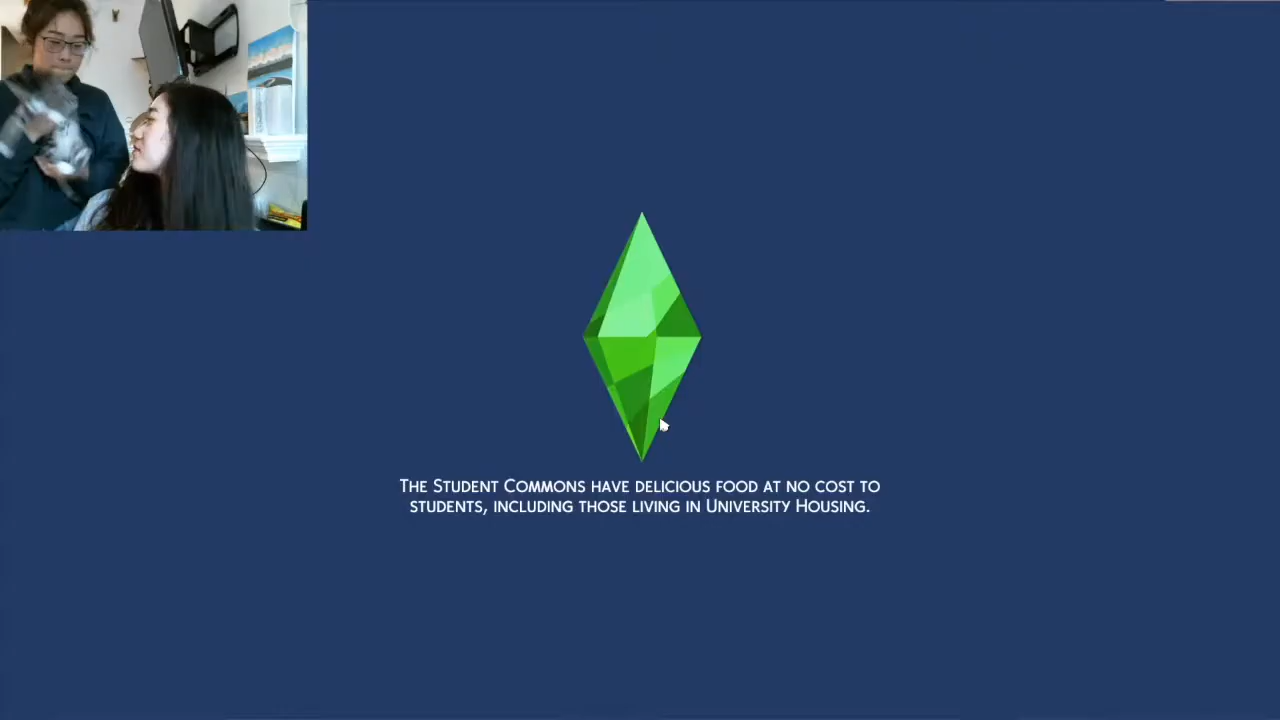 The Student Commons have delicious food at no cost to
students, including those living in University Housing.